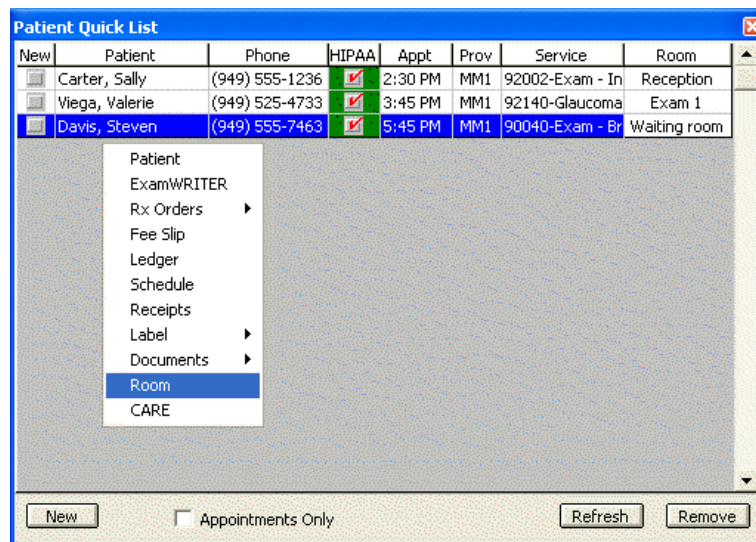 Patient Quick List
New Patient Phone HIPAA Appt Prov Service Room
Carter, Sally (949) 555-1236 2:30 PM MM1 92002-Exam - In Reception
Viega, Valerie (949) 525-4733 3:45 PM MM1 92140-Glaucoma Exam 1
Davis, Steven (949) 555-7463 5:45 PM MM1 90040-Exam - Br Waiting room
Patient
ExamWRITER
Rx Orders
Fee Slip
Ledger
Schedule
Receipts
Label
Documents
Room
CARE
New Appointments Only Refresh Remove